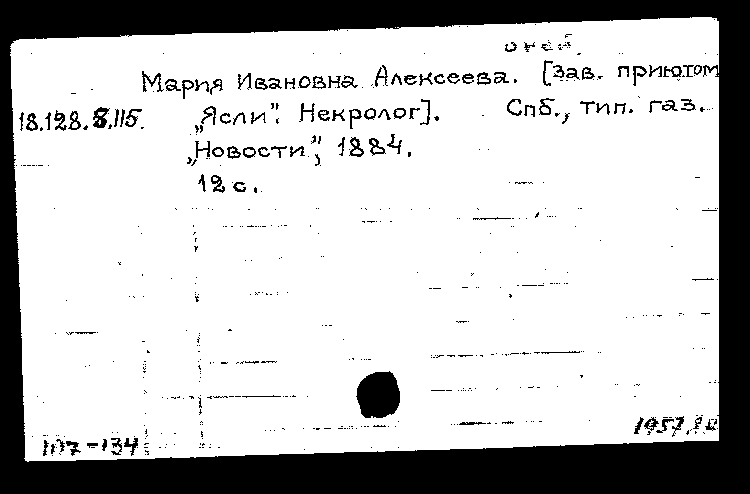 Мария Ивановна Алексеева. [Зав. приютом
18.128.8.115. „Ясли". Некролог]. Спб., тип. газ.
„Новости", 1884.
12 с.
107-134